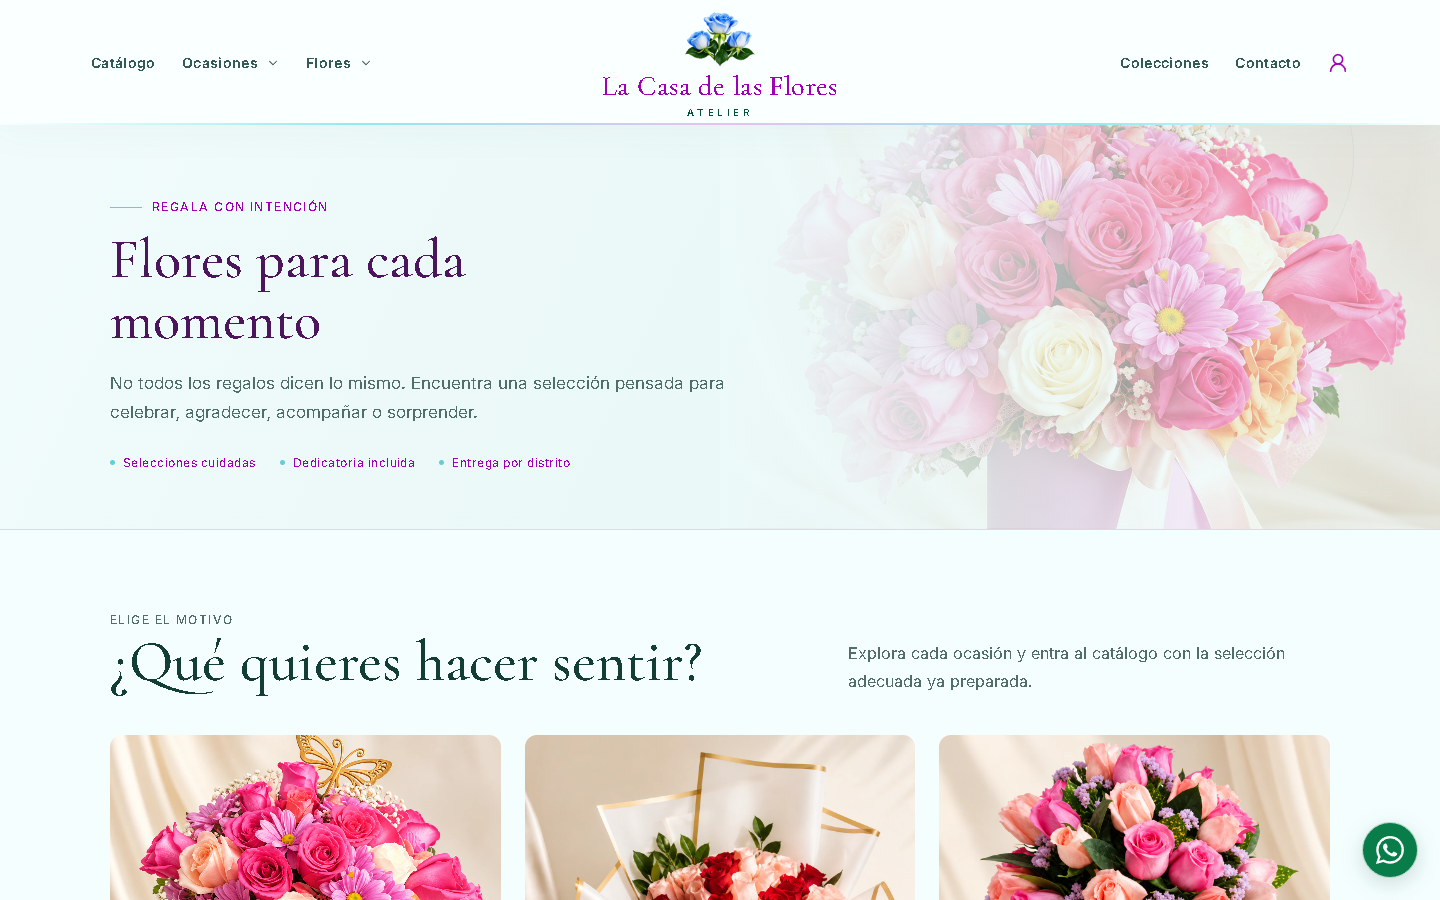 Catálogo
Ocasiones
Flores
La Casa de las Flores
ATELIER
Colecciones
Contacto
REGALA CON INTENCIÓN
Flores para cada
momento
No todos los regalos dicen lo mismo. Encuentra una selección pensada para
celebrar, agradecer, acompañar o sorprender.
Selecciones cuidadas
Dedicatoria incluida
Entrega por distrito
ELIGE EL MOTIVO
¿Qué quieres hacer sentir?
Explora cada ocasión y entra al catálogo con la selección
adecuada ya preparada.